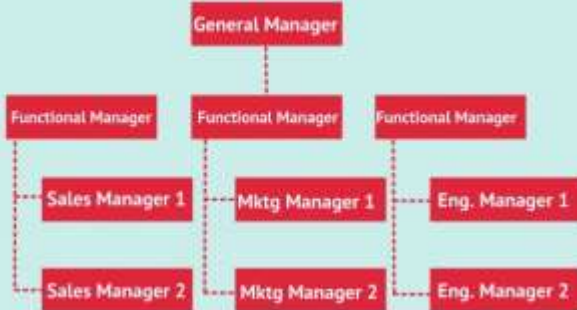 General Manager
Functional Manager
Functional Manager
Functional Manager
Sales Manager 1
Mktg Manager 1
Eng. Manager 1
Sales Manager 2
Mktg Manager 2
Eng. Manager 2